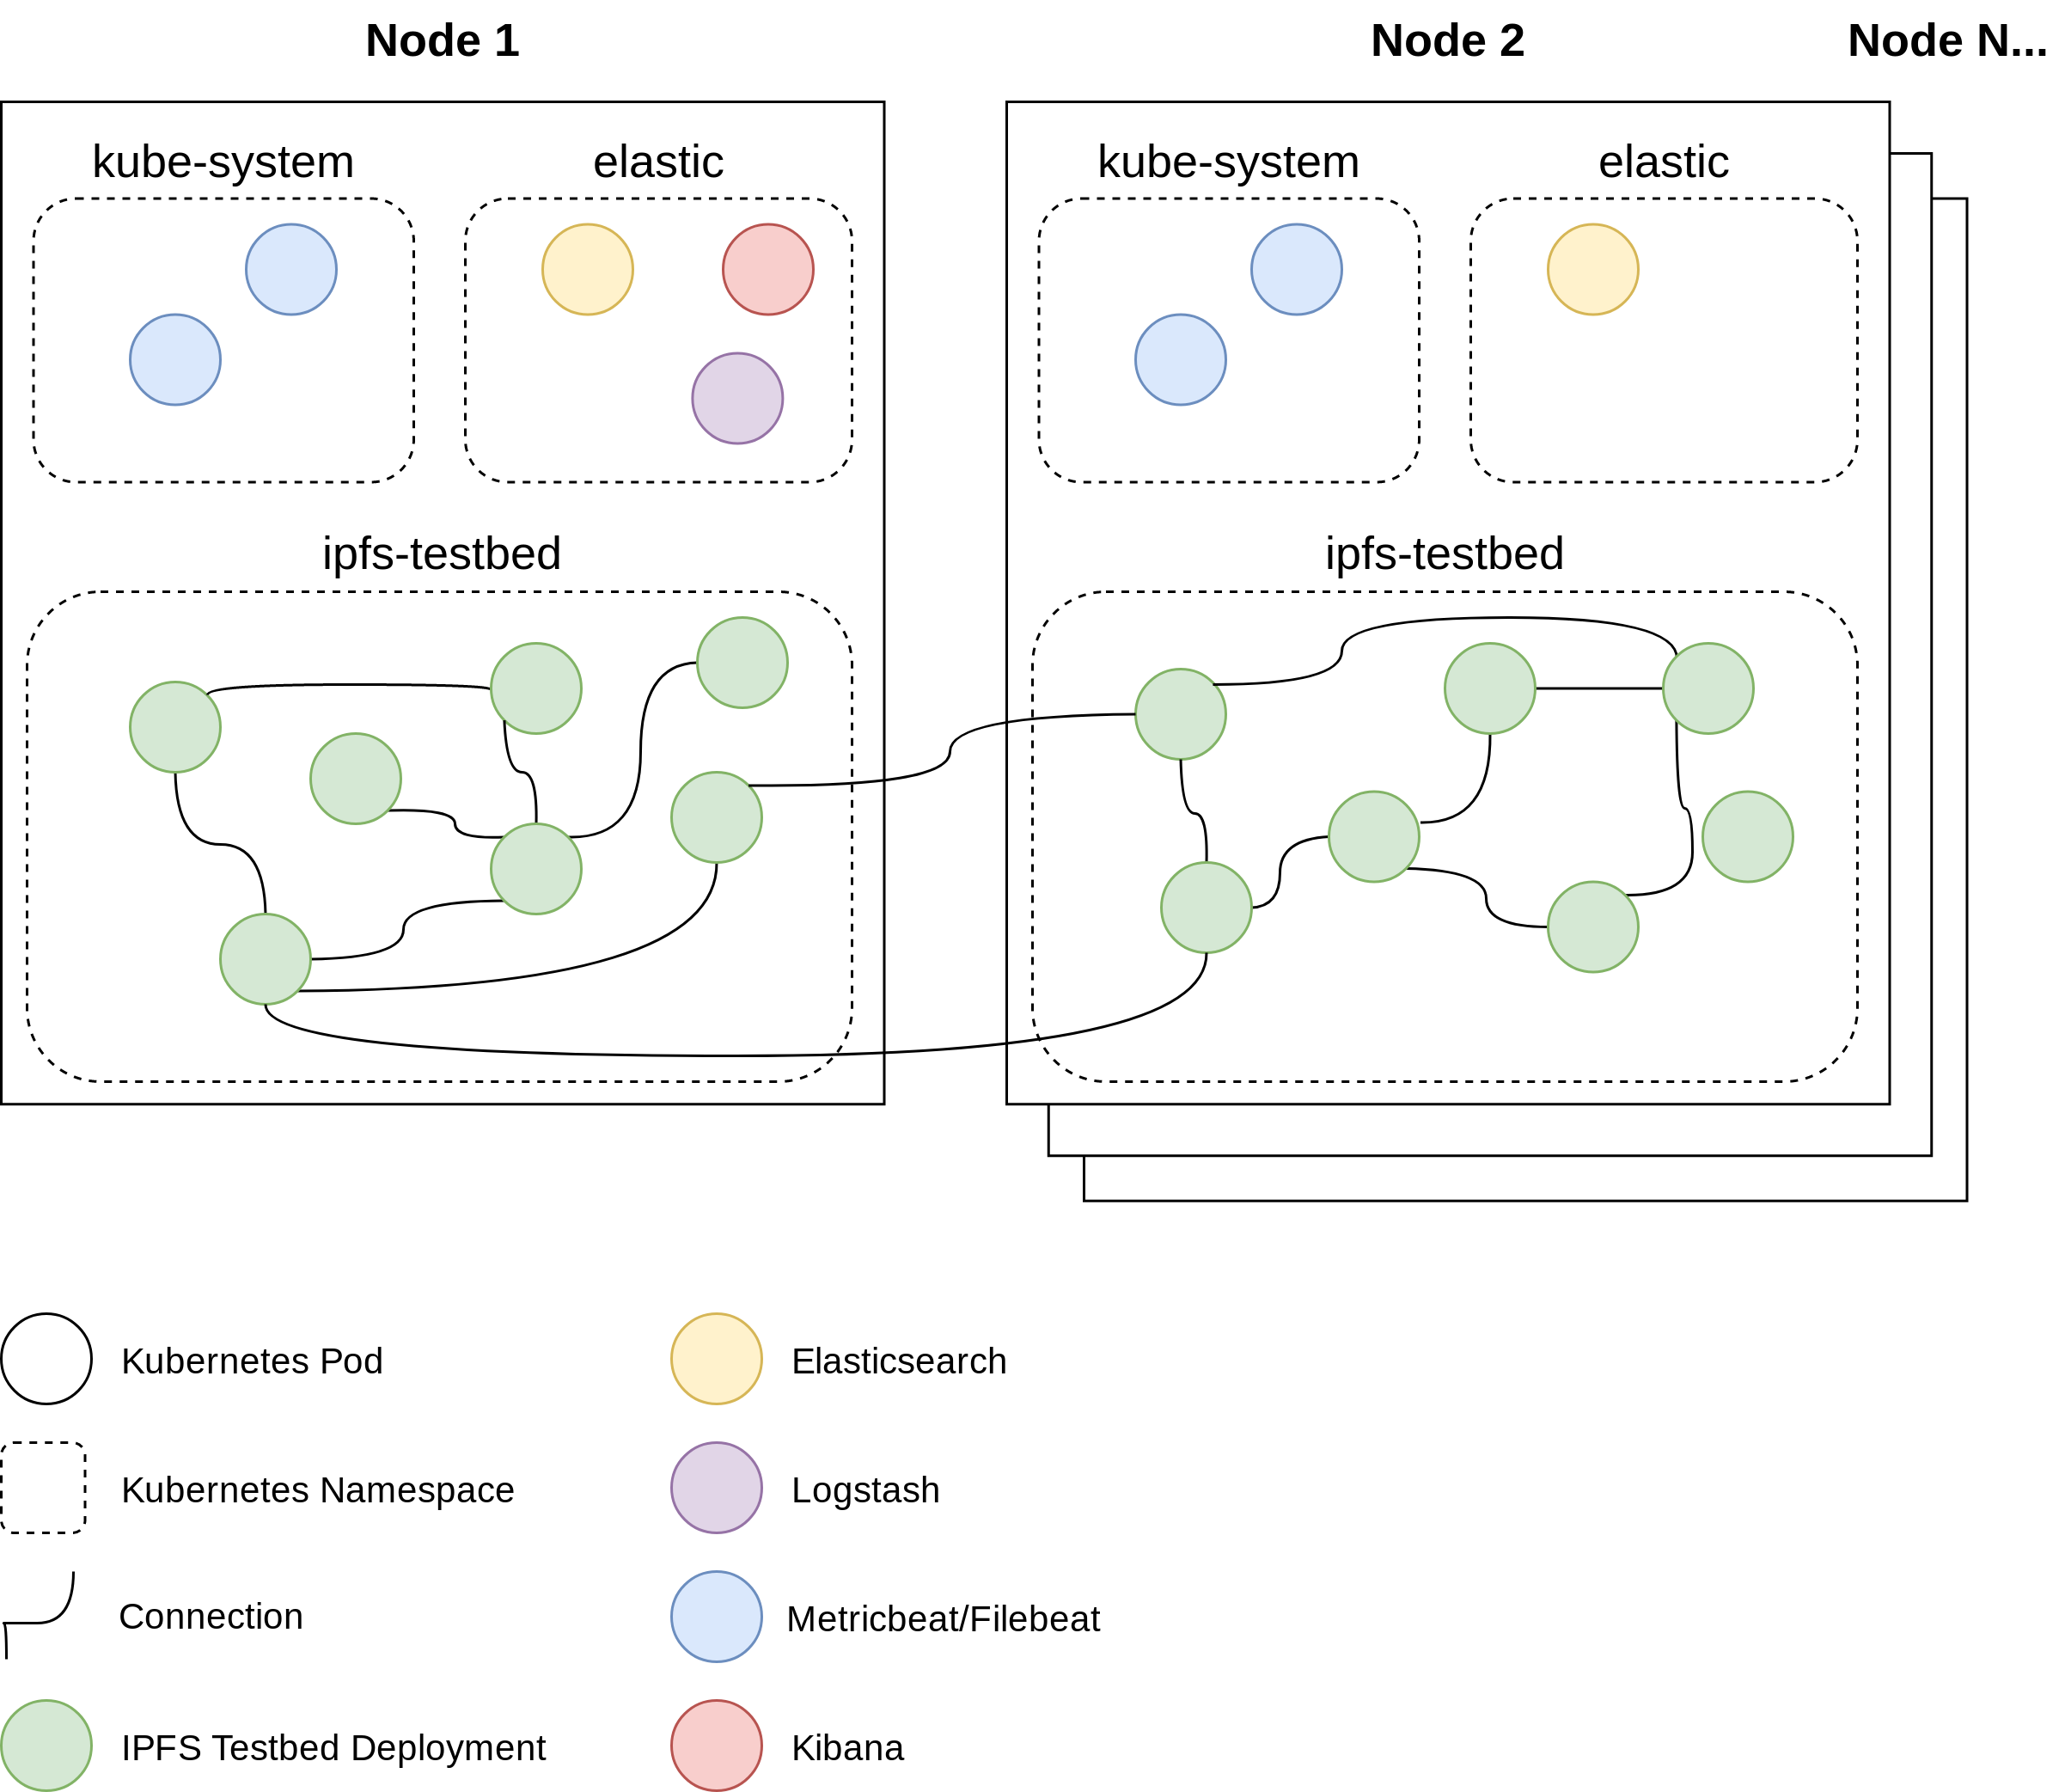 Node 1
Node 2
Node N...
kube-system
elastic
kube-system
elastic
ipfs-testbed
ipfs-testbed
Kubernetes Pod
Elasticsearch
Kubernetes Namespace
Logstash
Connection
Metricbeat/Filebeat
IPFS Testbed Deployment
Kibana